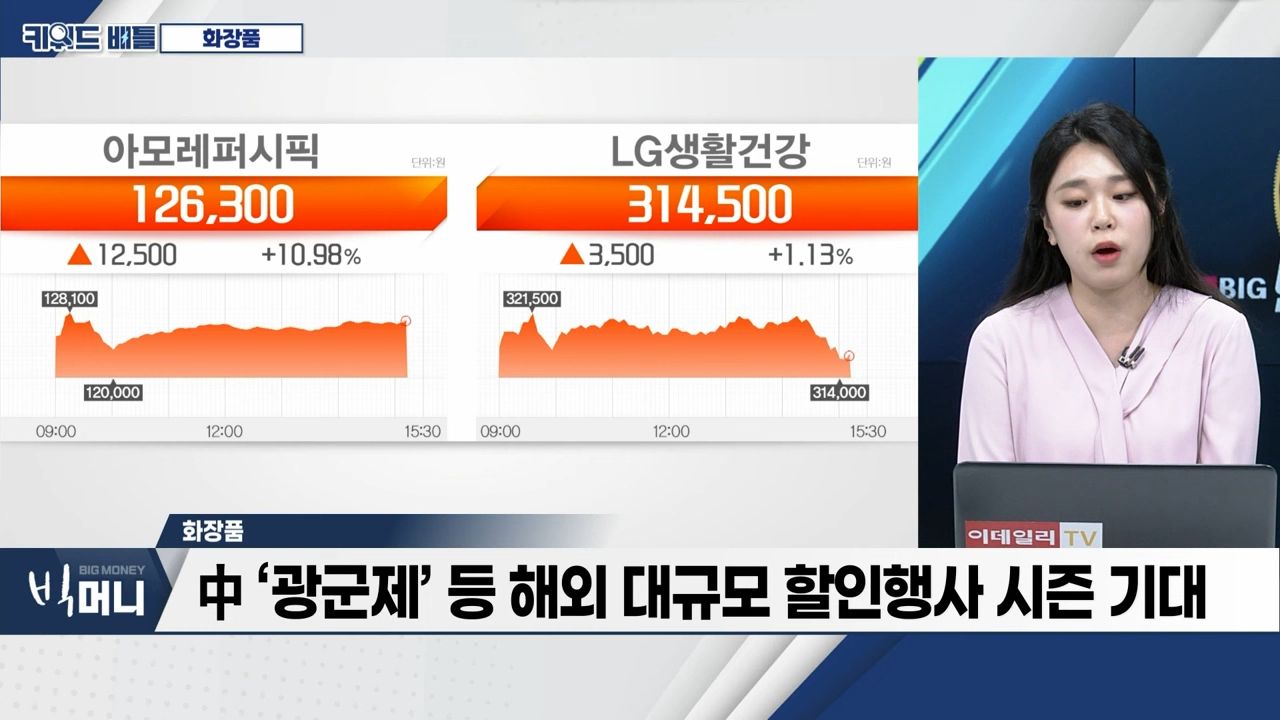 키워드 배틀
화장품
아모레퍼시픽
단위:원
126,300
▲ 12,500 +10.98%
128,100
120,000
09:00 12:00 15:30
LG생활건강
단위:원
314,500
▲ 3,500 +1.13%
321,500
314,000
09:00 12:00 15:30
BIG
이데일리 TV
화장품
BIG MONEY
빅머니
中 ‘광군제’ 등 해외 대규모 할인행사 시즌 기대